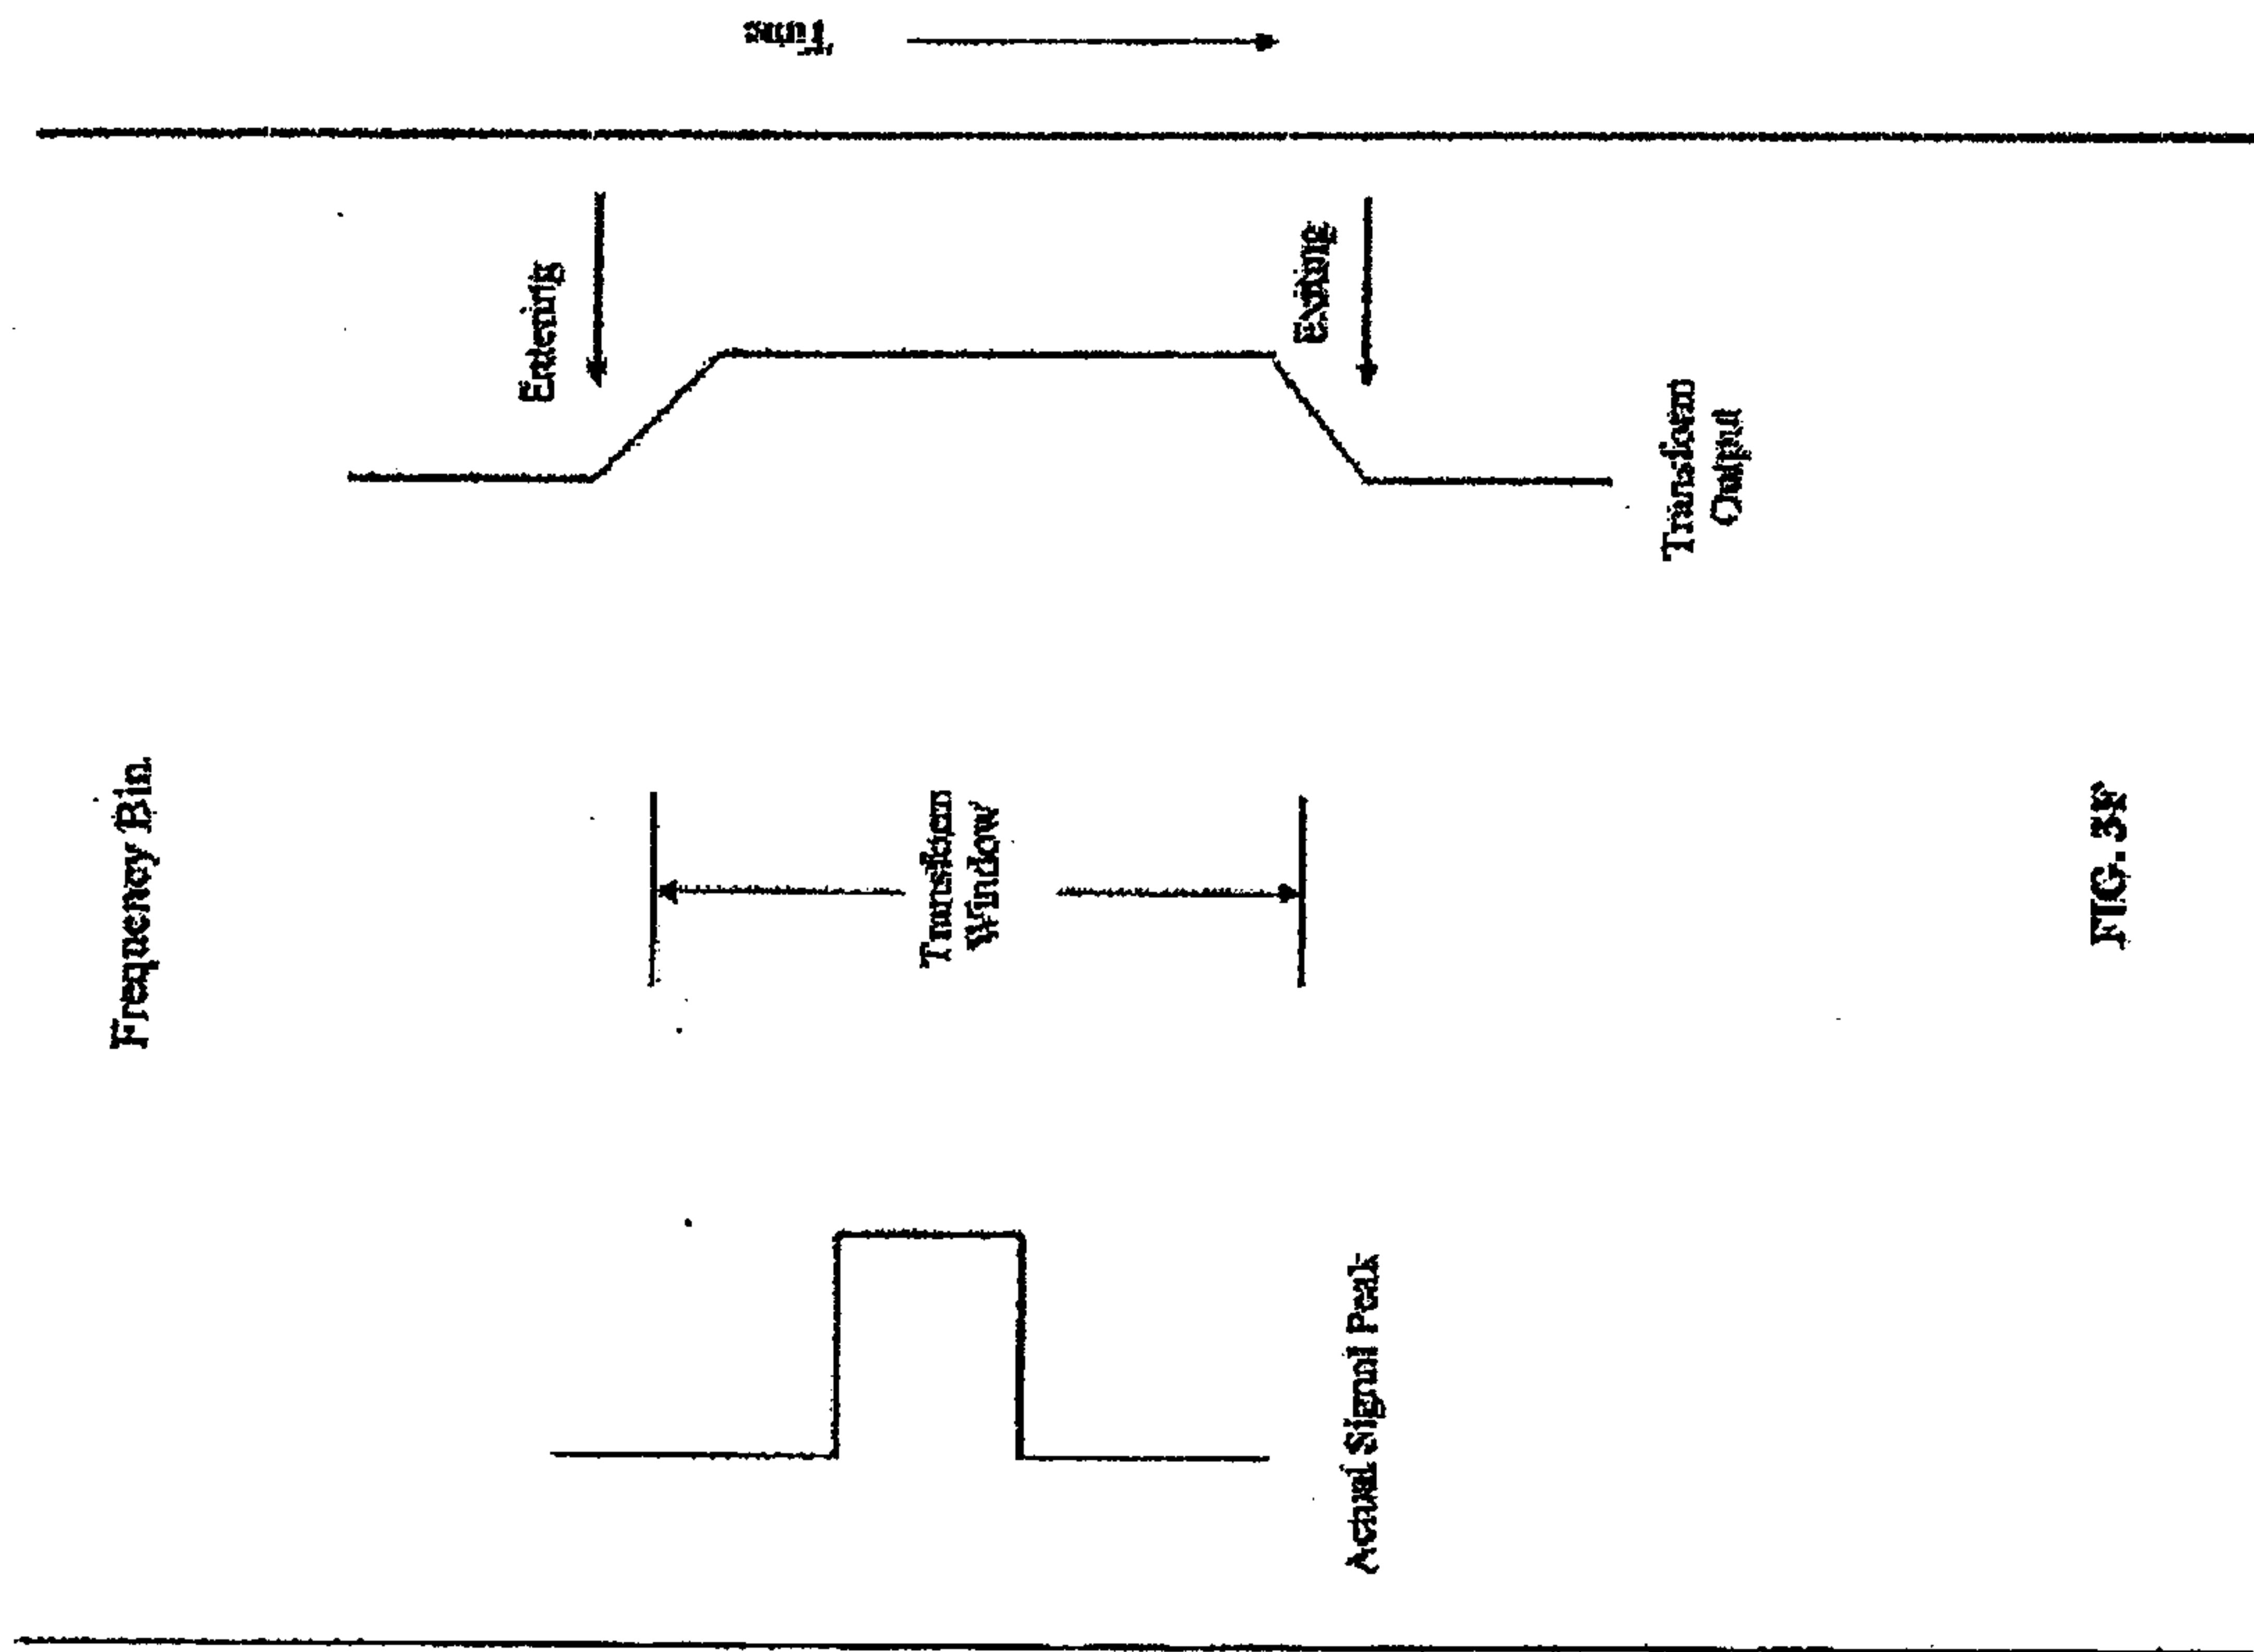 Frequency Bin
Entering
Time
Transform
Window
Exiting
Actual Signal Peak
Transform
Output
FIG. 3F